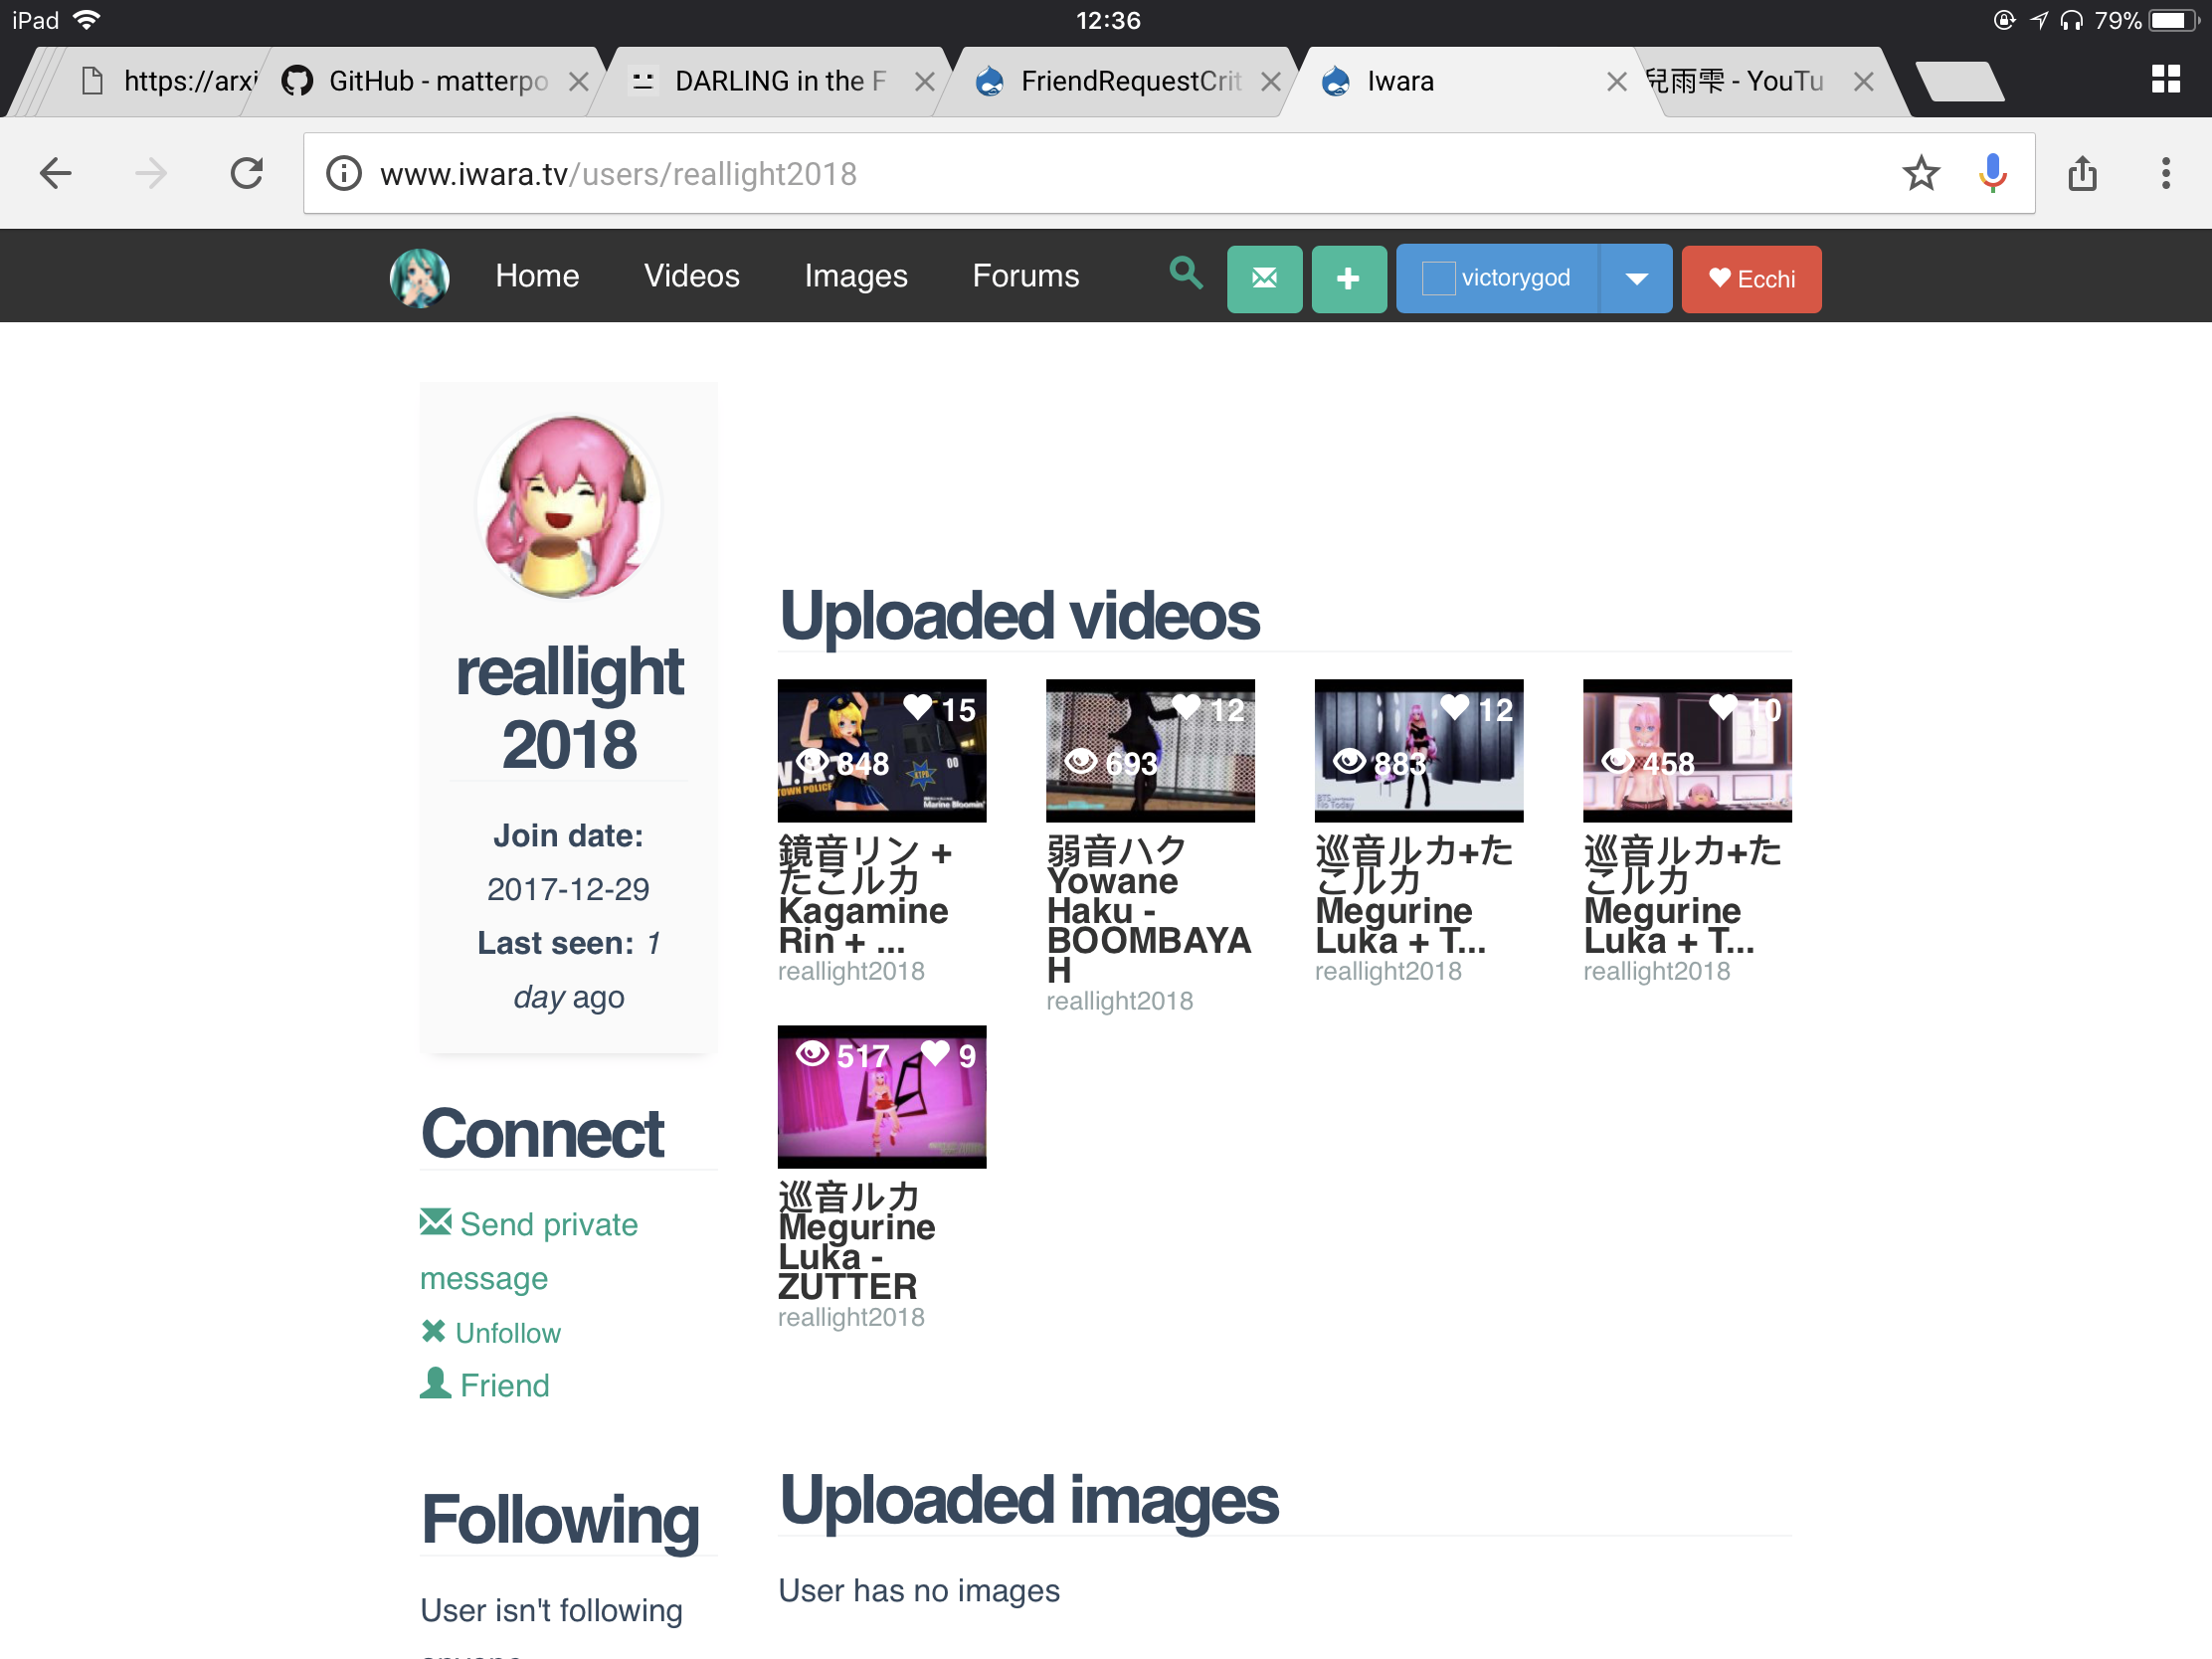 iPad 12:36 79%
https://arxi
GitHub - matterpo
DARLING in the F
FriendRequestCrit
Iwara
兒雨雫 - YouTu
www.iwara.tv/users/reallight2018
Home Videos Images Forums victorygod Ecchi
reallight
2018
Join date:
2017-12-29
Last seen: 1
day ago
Connect
Send private
message
Unfollow
Friend
Following
User isn't following
Uploaded videos
15
848
鏡音リン +
たこルカ
Kagamine
Rin + ...
reallight2018
12
693
弱音ハク
Yowane
Haku -
BOOMBAYA
H
reallight2018
12
883
巡音ルカ+た
こルカ
Megurine
Luka + T...
reallight2018
10
458
巡音ルカ+た
こルカ
Megurine
Luka + T...
reallight2018
517 9
巡音ルカ
Megurine
Luka -
ZUTTER
reallight2018
Uploaded images
User has no images